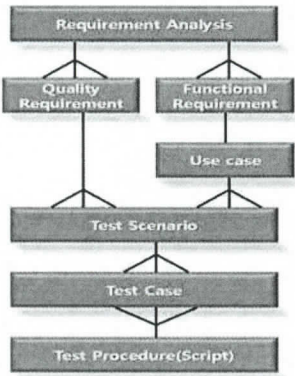 Requirement Analysis
Quality
Requirement
Functional
Requirement
Use case
Test Scenario
Test Case
Test Procedure(Script)